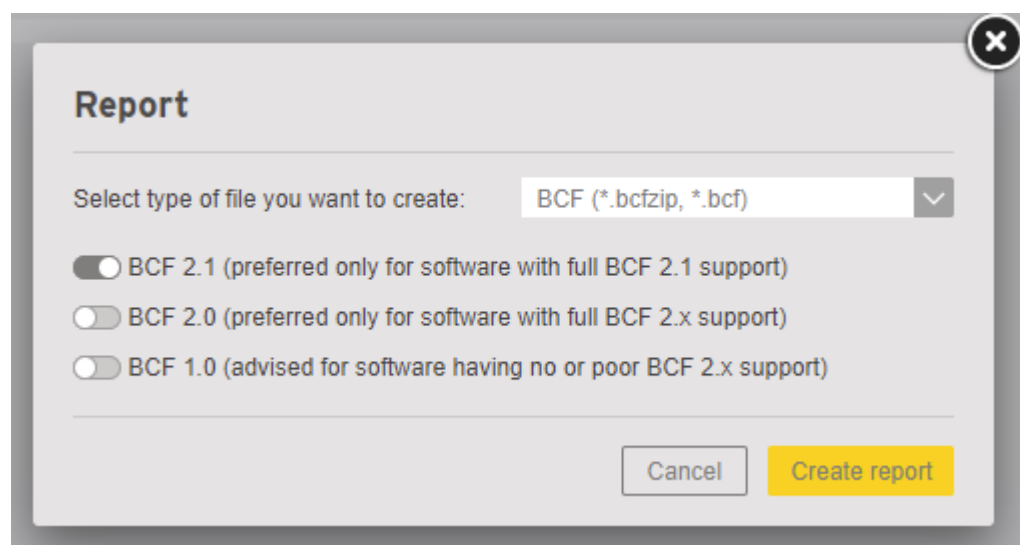 Report
Select type of file you want to create: BCF (*.bcfzip, *.bcf)
BCF 2.1 (preferred only for software with full BCF 2.1 support)
BCF 2.0 (preferred only for software with full BCF 2.x support)
BCF 1.0 (advised for software having no or poor BCF 2.x support)
Cancel Create report